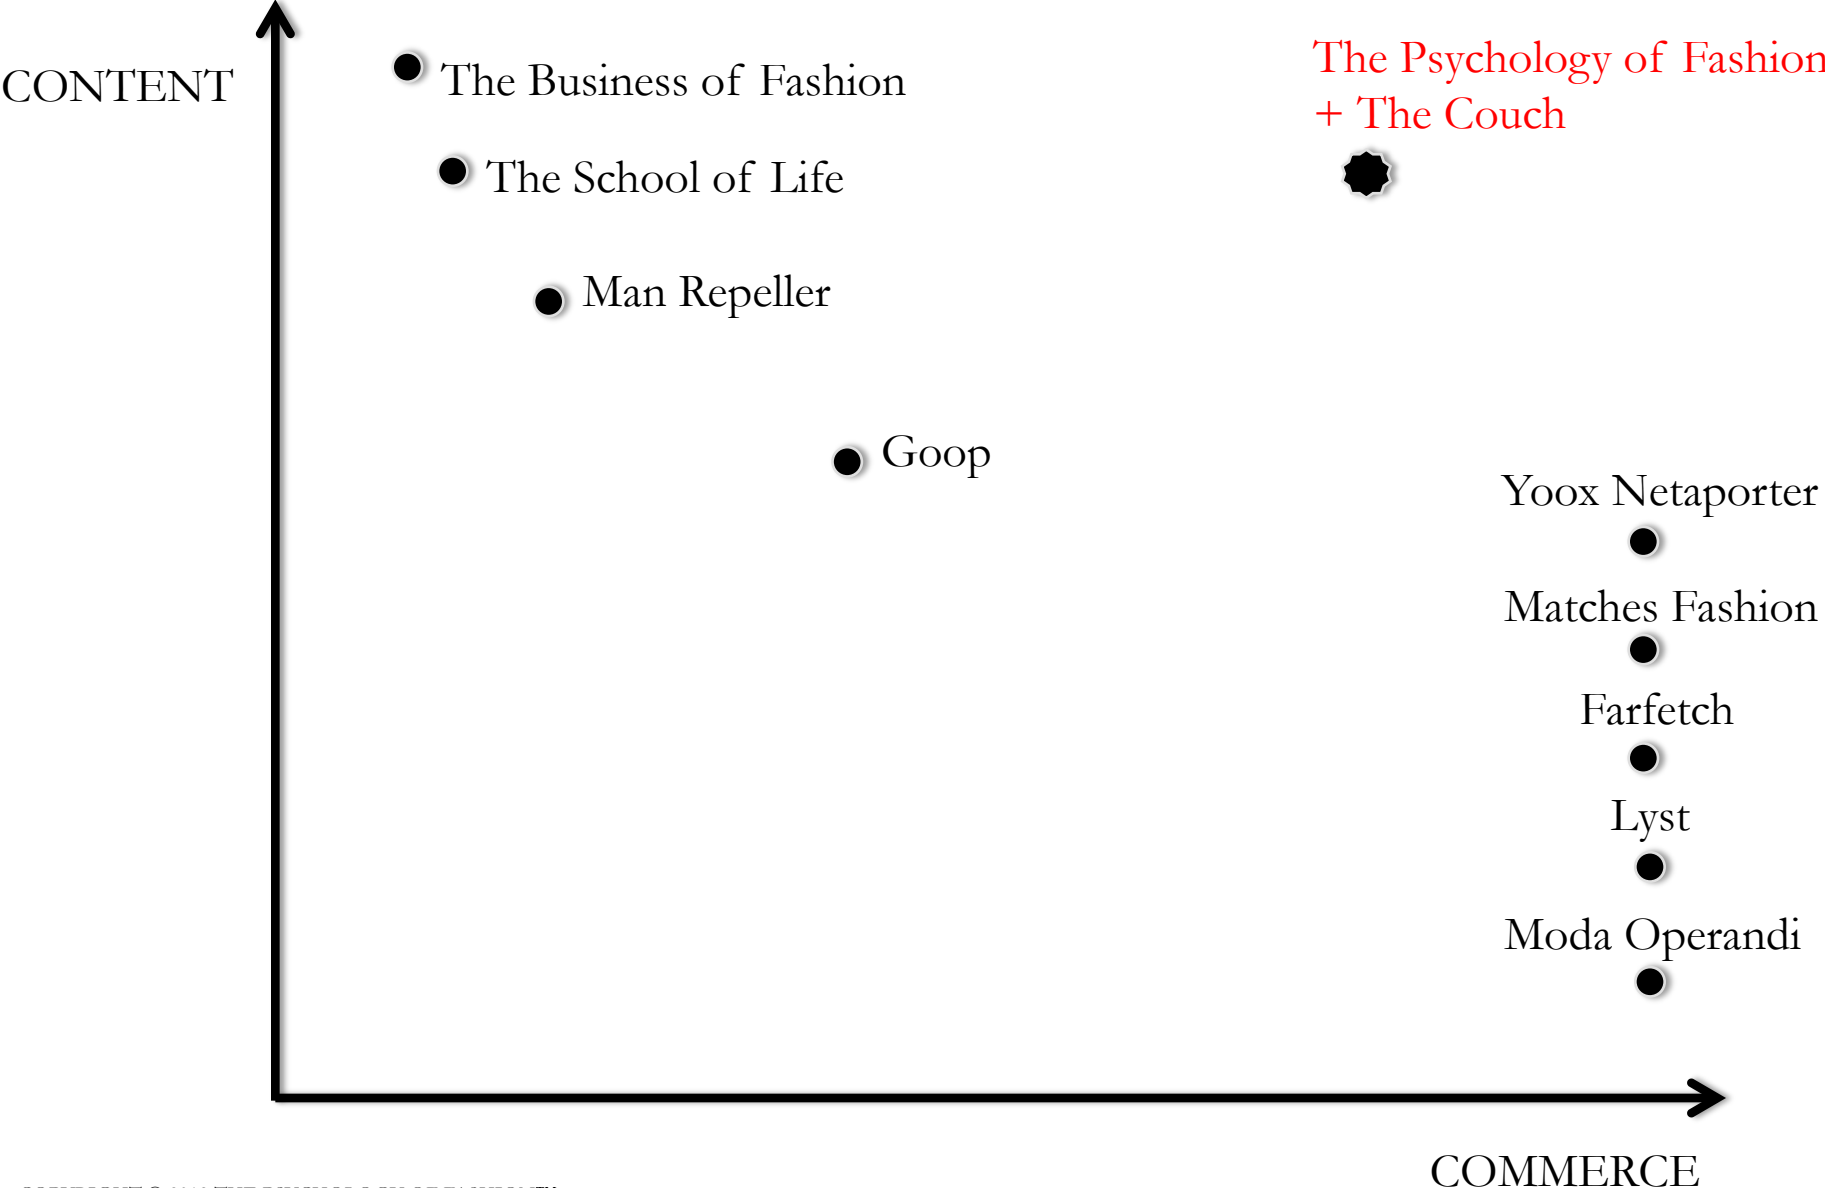 CONTENT
The Business of Fashion
The School of Life
Man Repeller
Goop
The Psychology of Fashion
+ The Couch
Yoox Netaporter
Matches Fashion
Farfetch
Lyst
Moda Operandi
COMMERCE